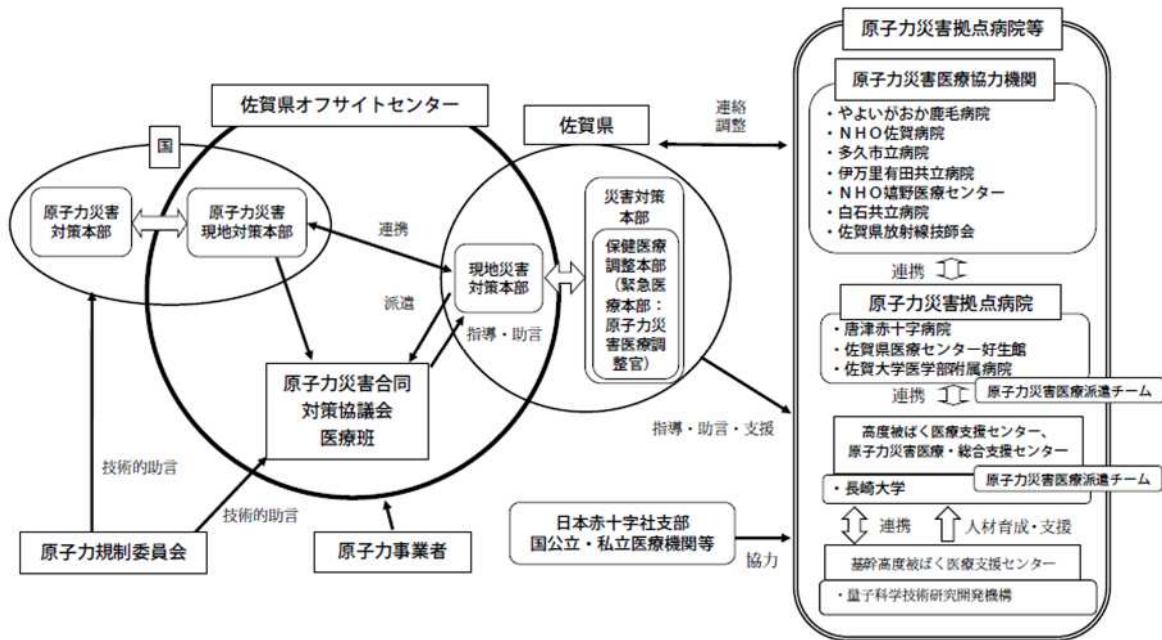 佐賀県オフサイトセンター
国
原子力災害
対策本部
原子力災害
現地対策本部
連携
派遣
指導・助言
現地災害
対策本部
原子力災害合同
対策協議会
医療班
技術的助言
技術的助言
原子力規制委員会
原子力事業者
佐賀県
災害対策
本部
保健医療
調整本部
（緊急医
療本部：
原子力災
害医療調
整官）
連絡
調整
指導・助言・支援
日本赤十字社支部
国公立・私立医療機関等
協力
原子力災害拠点病院等
原子力災害医療協力機関
・やよいがおか鹿毛病院
・ＮＨＯ佐賀病院
・多久市立病院
・伊万里有田共立病院
・ＮＨＯ嬉野医療センター
・白石共立病院
・佐賀県放射線技師会
連携
原子力災害拠点病院
・唐津赤十字病院
・佐賀県医療センター好生館
・佐賀大学医学部附属病院
原子力災害医療派遣チーム
連携
高度被ばく医療支援センター、
原子力災害医療・総合支援センター
・長崎大学
原子力災害医療派遣チーム
連携
人材育成・支援
基幹高度被ばく医療支援センター
・量子科学技術研究開発機構